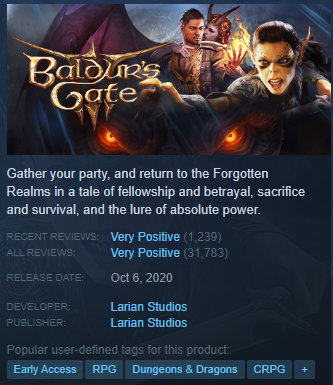 BALDUR'S
GATE
III
Gather your party, and return to the Forgotten
Realms in a tale of fellowship and betrayal, sacrifice
and survival, and the lure of absolute power.
RECENT REVIEWS: Very Positive (1,239)
ALL REVIEWS: Very Positive (31,783)
RELEASE DATE: Oct 6, 2020
DEVELOPER: Larian Studios
PUBLISHER: Larian Studios
Popular user-defined tags for this product:
Early Access RPG Dungeons & Dragons CRPG +